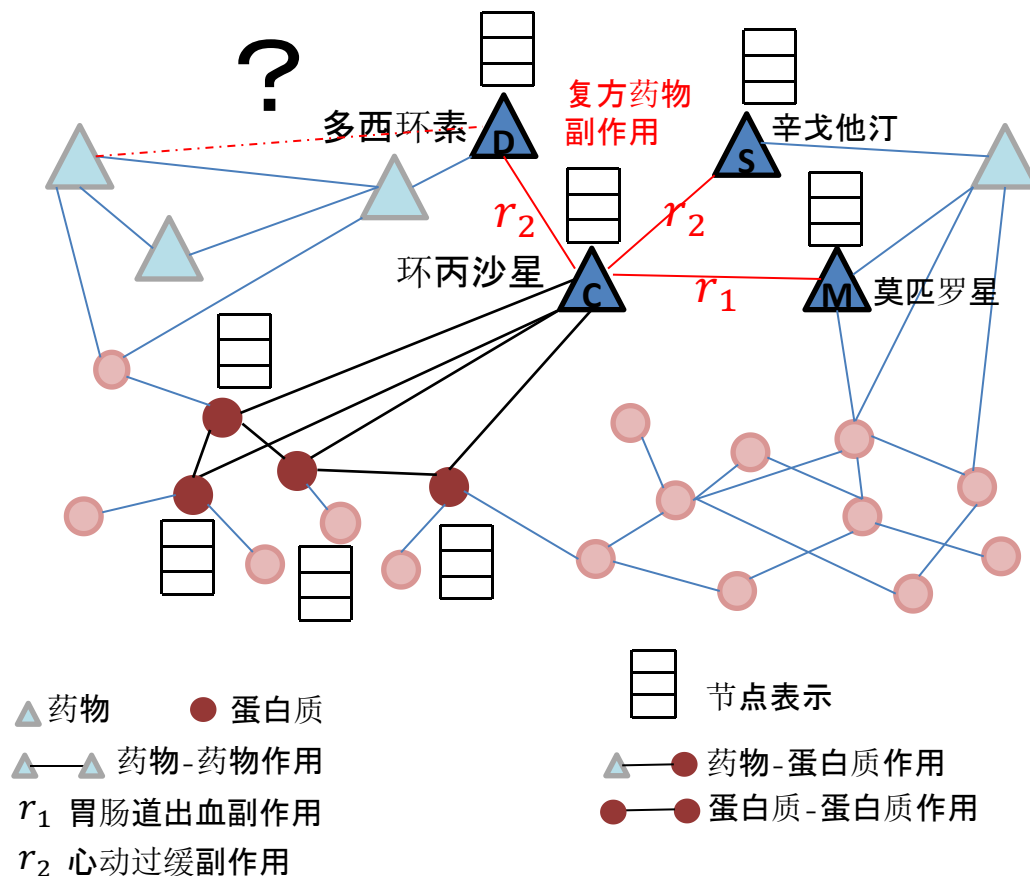 ?
多西环素
D
复方药物
副作用
辛戈他汀
S
r₂
r₂
环丙沙星
C
r₁
M
莫匹罗星
药物
蛋白质
节点表示
药物-药物作用
药物-蛋白质作用
r₁ 胃肠道出血副作用
蛋白质-蛋白质作用
r₂ 心动过缓副作用